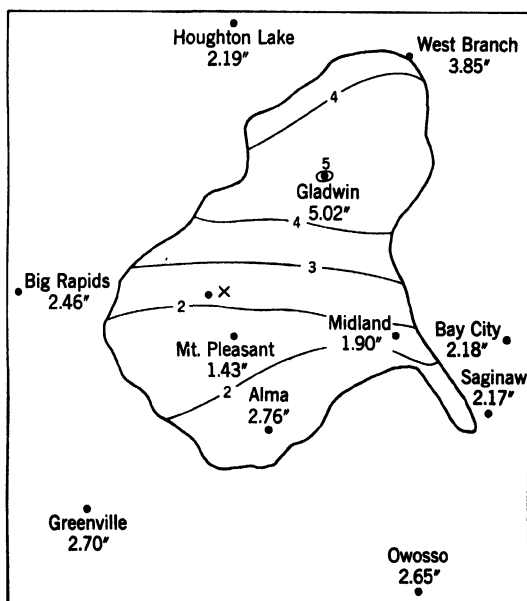 Houghton Lake
2.19″
West Branch
3.85″
4
5
Gladwin
5.02″
4
3
Big Rapids
2.46″
×
2
Mt. Pleasant
1.43″
Midland
1.90″
Bay City
2.18″
Saginaw
2.17″
2
Alma
2.76″
Greenville
2.70″
Owosso
2.65″